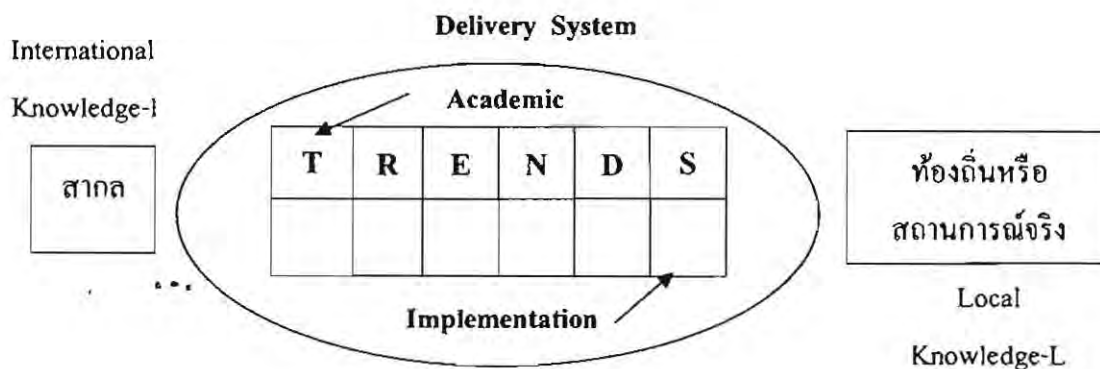 Delivery System
International
Knowledge-I
Academic
T R E N D S
สากล
ท้องถิ่นหรือ
สถานการณ์จริง
Implementation
Local
Knowledge-L